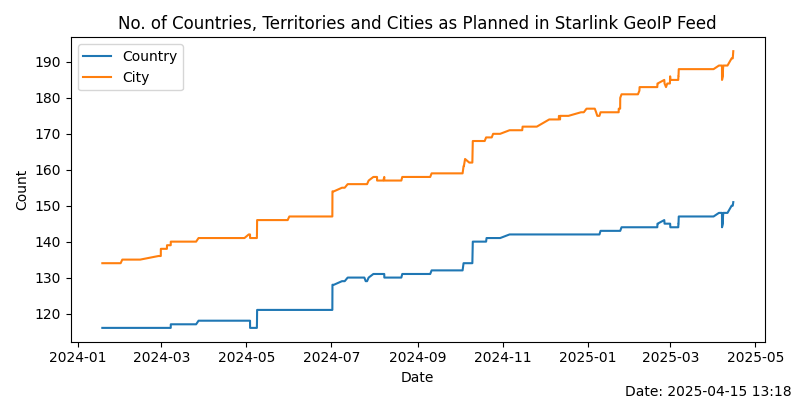 No. of Countries, Territories and Cities as Planned in Starlink GeoIP Feed
Country
City
190
180
170
160
150
140
130
120
Count
2024-01 2024-03 2024-05 2024-07 2024-09 2024-11 2025-01 2025-03 2025-05
Date
Date: 2025-04-15 13:18